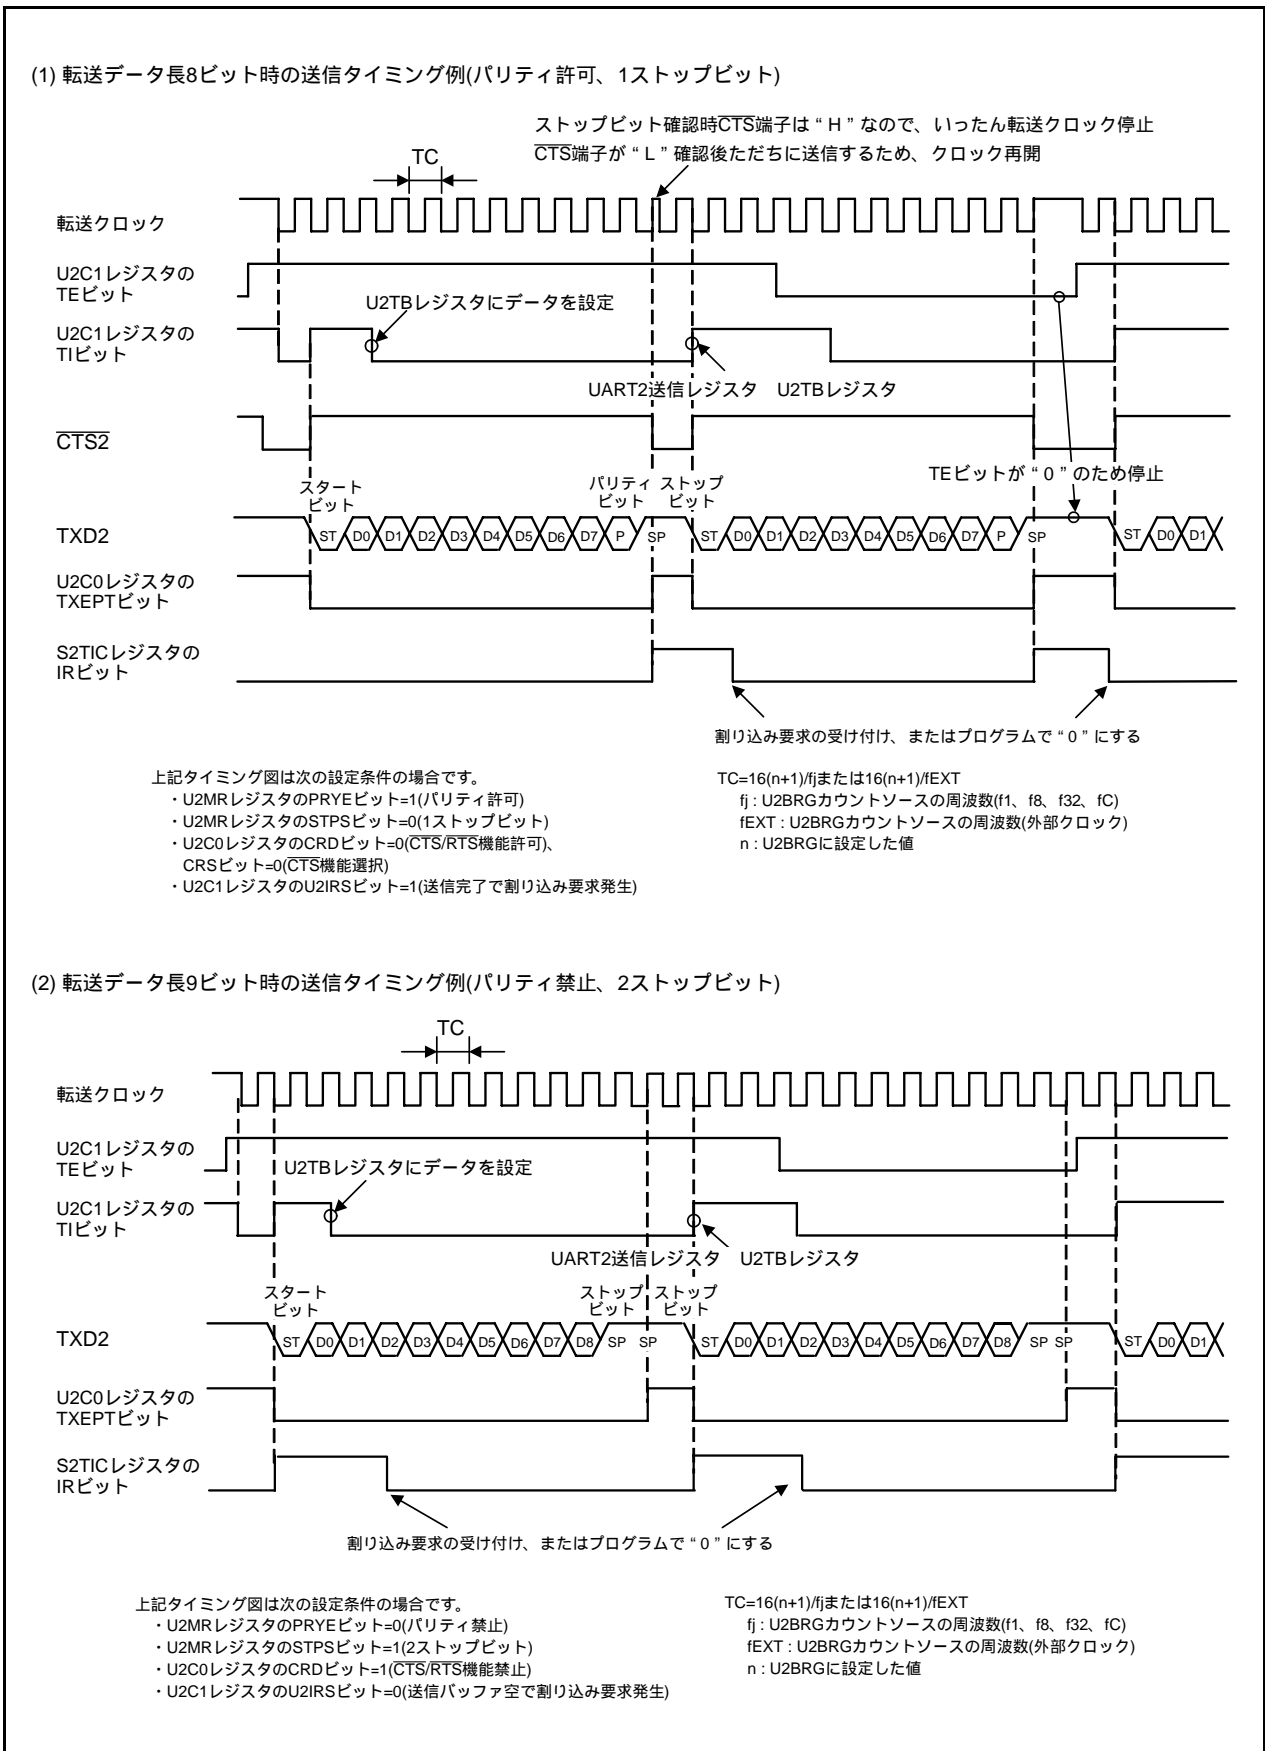 (1) 転送データ長8ビット時の送信タイミング例(パリティ許可、1ストップビット)
ストップビット確認時CTS端子は“H”なので、いったん転送クロック停止
CTS端子が“L”確認後ただちに送信するため、クロック再開
TC
転送クロック
U2C1レジスタの
TEビット
U2TBレジスタにデータを設定
U2C1レジスタの
TIビット
UART2送信レジスタ U2TBレジスタ
CTS2
TEビットが“0”のため停止
スタート
ビット
パリティ
ビット
ストップ
ビット
TXD2
ST D0 D1 D2 D3 D4 D5 D6 D7 P SP ST D0 D1 D2 D3 D4 D5 D6 D7 P SP ST D0 D1
U2C0レジスタの
TXEPTビット
S2TICレジスタの
IRビット
割り込み要求の受け付け、またはプログラムで“0”にする
上記タイミング図は次の設定条件の場合です。
・U2MRレジスタのPRYEビット=1(パリティ許可)
・U2MRレジスタのSTPSビット=0(1ストップビット)
・U2C0レジスタのCRDビット=0(CTS/RTS機能許可)、
CRSビット=0(CTS機能選択)
・U2C1レジスタのU2IRSビット=1(送信完了で割り込み要求発生)
TC=16(n+1)/fjまたは16(n+1)/fEXT
fj : U2BRGカウントソースの周波数(f1、f8、f32、fC)
fEXT : U2BRGカウントソースの周波数(外部クロック)
n : U2BRGに設定した値
(2) 転送データ長9ビット時の送信タイミング例(パリティ禁止、2ストップビット)
TC
転送クロック
U2C1レジスタの
TEビット
U2TBレジスタにデータを設定
U2C1レジスタの
TIビット
UART2送信レジスタ U2TBレジスタ
スタート
ビット
ストップ
ビット
ストップ
ビット
TXD2
ST D0 D1 D2 D3 D4 D5 D6 D7 D8 SP SP ST D0 D1 D2 D3 D4 D5 D6 D7 D8 SP SP ST D0 D1
U2C0レジスタの
TXEPTビット
S2TICレジスタの
IRビット
割り込み要求の受け付け、またはプログラムで“0”にする
上記タイミング図は次の設定条件の場合です。
・U2MRレジスタのPRYEビット=0(パリティ禁止)
・U2MRレジスタのSTPSビット=1(2ストップビット)
・U2C0レジスタのCRDビット=1(CTS/RTS機能禁止)
・U2C1レジスタのU2IRSビット=0(送信バッファ空で割り込み要求発生)
TC=16(n+1)/fjまたは16(n+1)/fEXT
fj : U2BRGカウントソースの周波数(f1、f8、f32、fC)
fEXT : U2BRGカウントソースの周波数(外部クロック)
n : U2BRGに設定した値